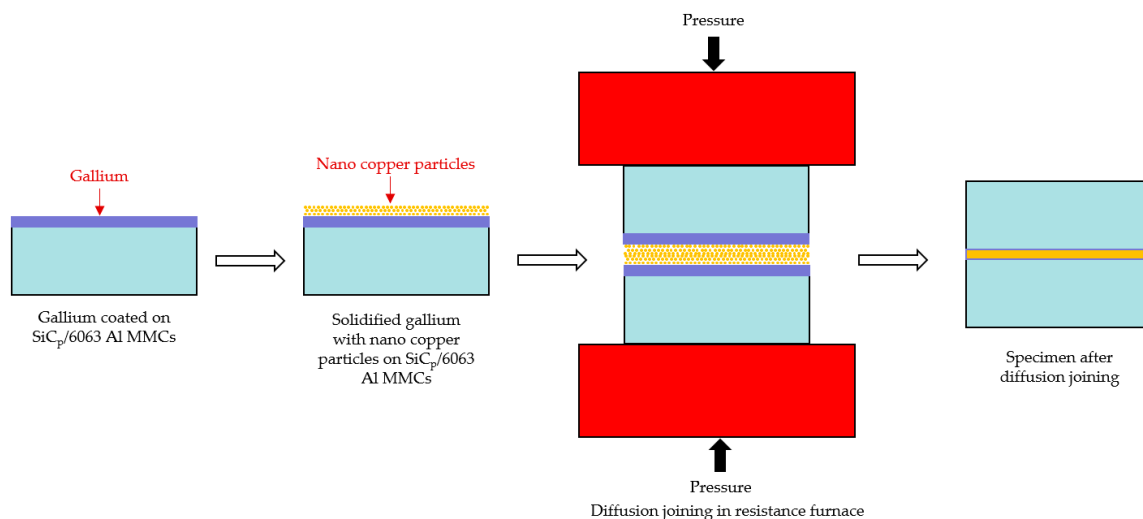 Gallium
Gallium coated on
SiCp/6063 Al MMCs
Nano copper particles
Solidified gallium
with nano copper
particles on SiCp/6063
Al MMCs
Pressure
Pressure
Diffusion joining in resistance furnace
Specimen after
diffusion joining